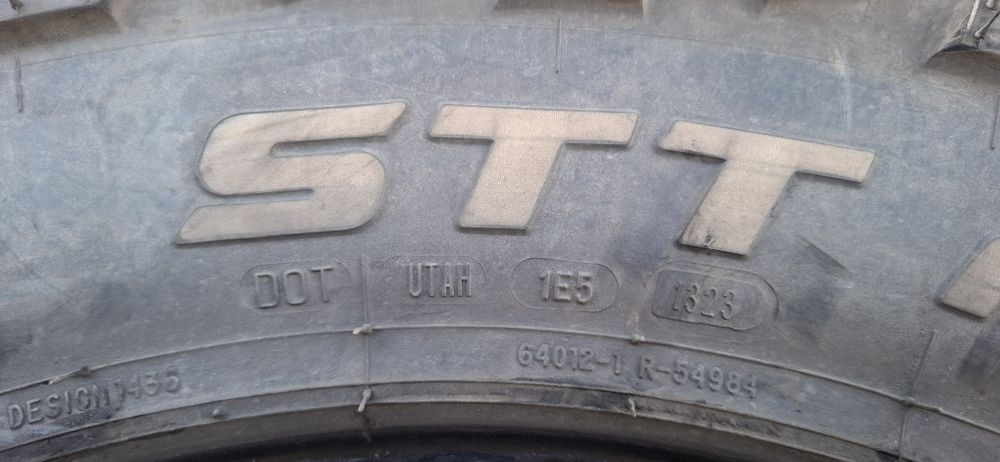 STT
DOT UTAH 1E5 1323
64012-1 R-54984
DESIGN 1435